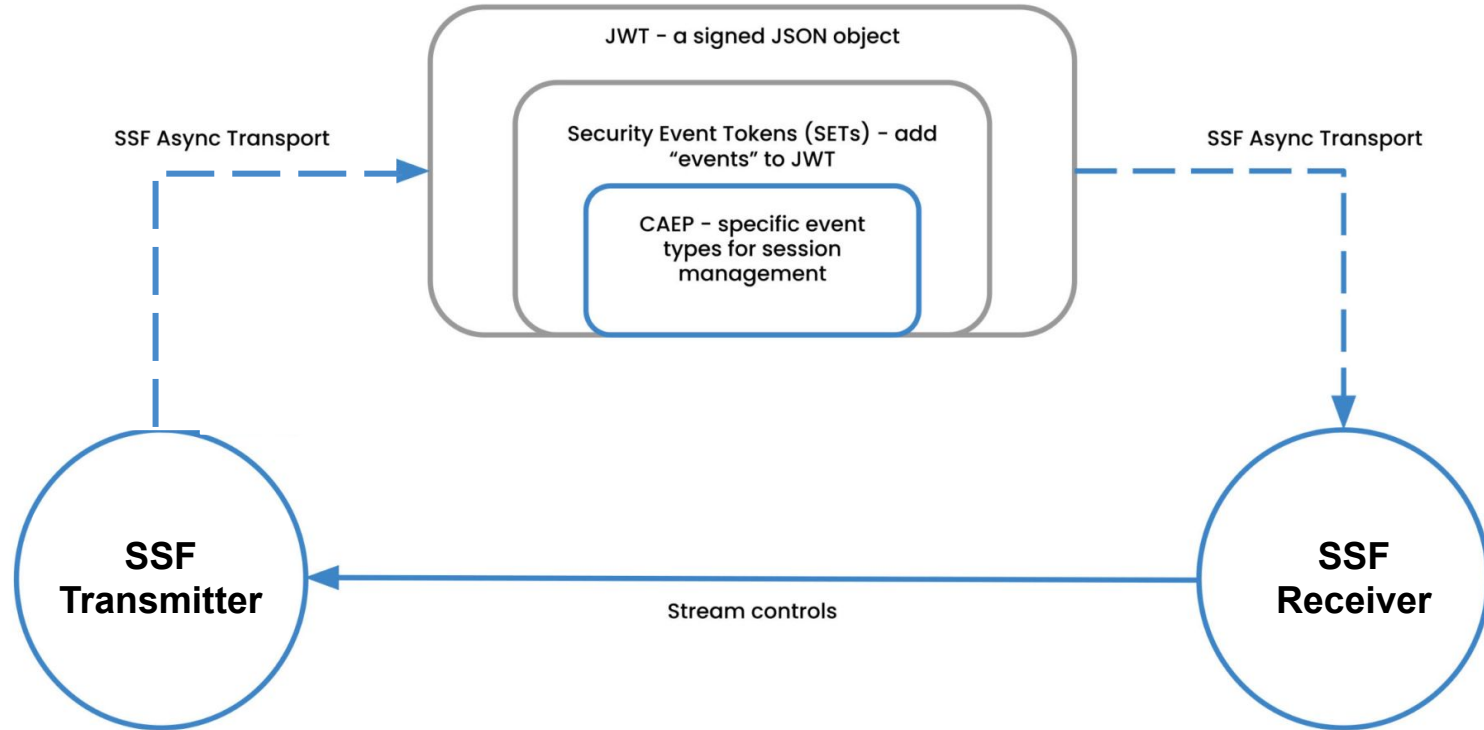 JWT - a signed JSON object
SSF Async Transport
Security Event Tokens (SETs) - add
“events” to JWT
SSF Async Transport
CAEP - specific event
types for session
management
SSF
Transmitter
Stream controls
SSF
Receiver